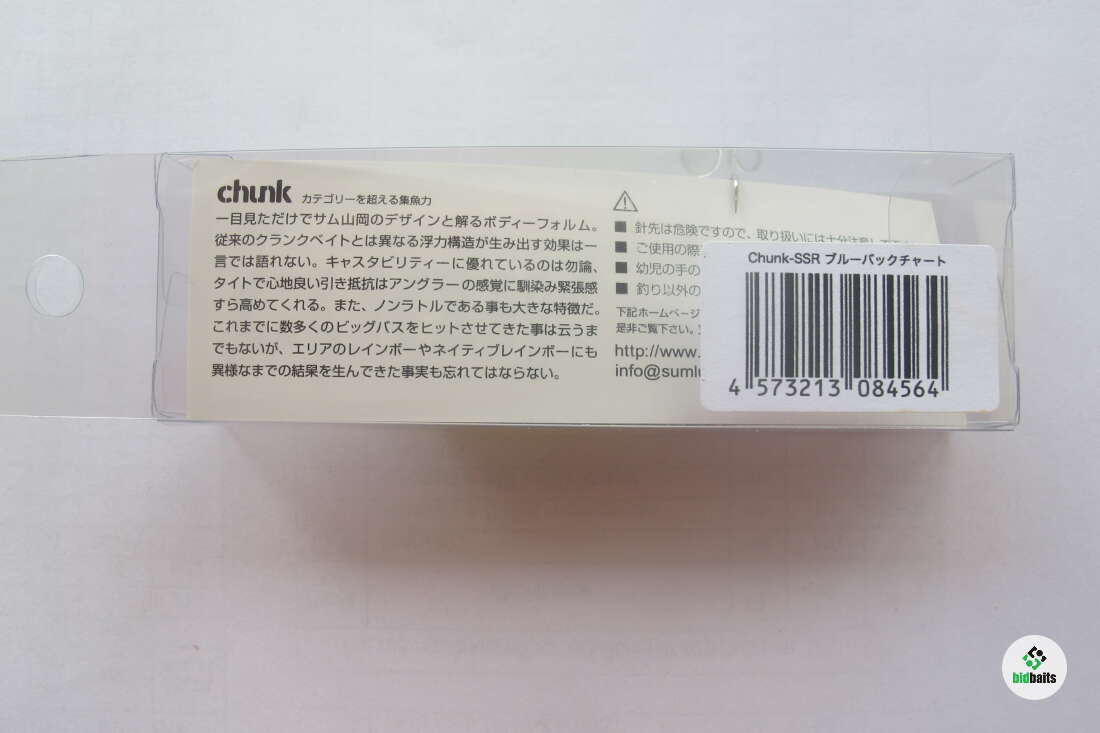 chunk カテゴリーを超える集魚力
一目見ただけでサム山岡のデザインと解るボディーフォルム。
従来のクランクベイトとは異なる浮力構造が生み出す効果は一
言では語れない。キャスタビリティーに優れているのは勿論、
タイトで心地良い引き抵抗はアングラーの感覚に馴染み緊張感
すら高めてくれる。また、ノンラトルである事も大きな特徴だ。
これまでに数多くのビッグバスをヒットさせてきた事は云うま
でもないが、エリアのレインボーやネイティブレインボーにも
異様なまでの結果を生んできた事実も忘れてはならない。
■ 針先は危険ですので、取り扱いには十分注意して
■ ご使用の際
■ 幼児の手の
■ 釣り以外の
下記ホームページ
是非ご覧下さい。
http://www.
info@sumlu
Chunk-SSR ブルーバックチャート
4 573213 084564
bidbaits